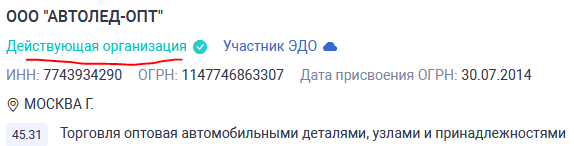 ООО "АВТОЛЕД-ОПТ"
Действующая организация Участник ЭДО
ИНН: 7743934290 ОГРН: 1147746863307 Дата присвоения ОГРН: 30.07.2014
МОСКВА Г.
45.31 Торговля оптовая автомобильными деталями, узлами и принадлежностями